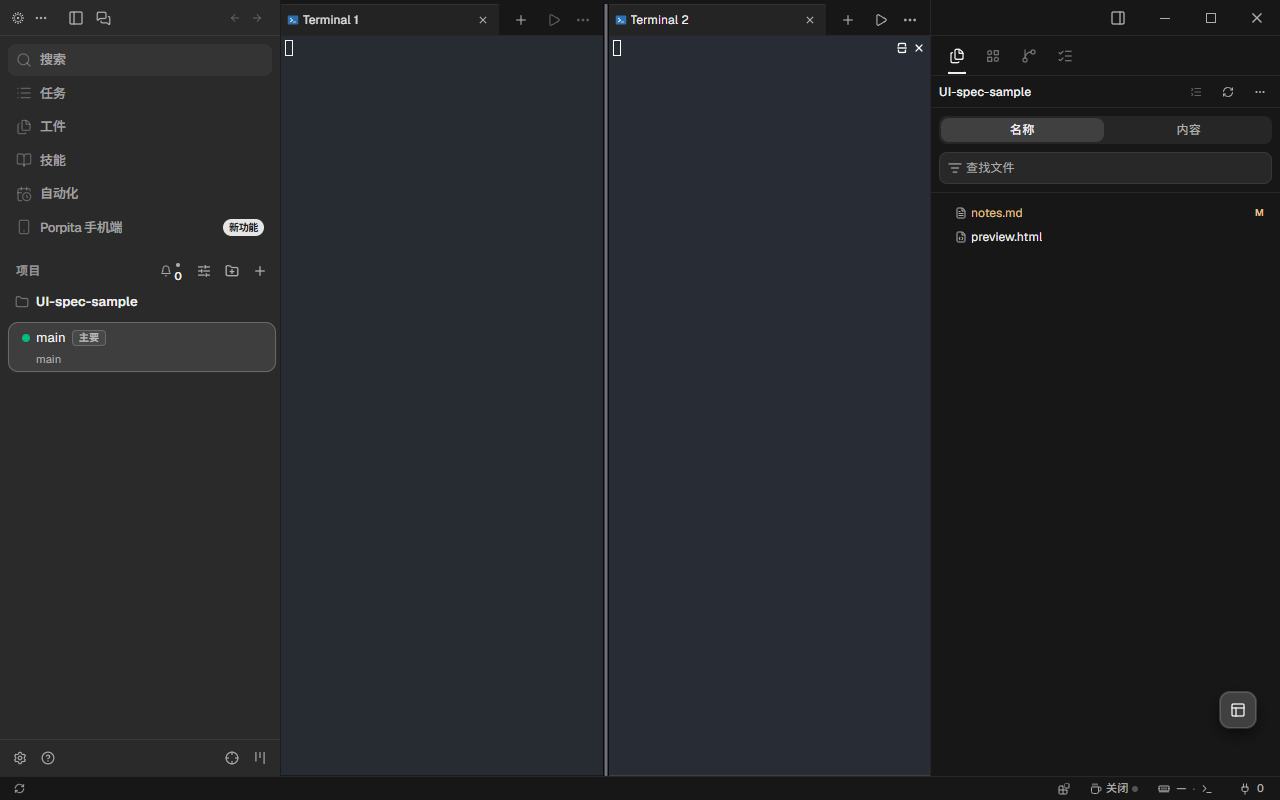 搜索
任务
工件
技能
自动化
Porpita 手机端 新功能
项目 0
UI-spec-sample
main 主要
main
Terminal 1
Terminal 2
UI-spec-sample
名称 内容
查找文件
notes.md M
preview.html
关闭 — · 0